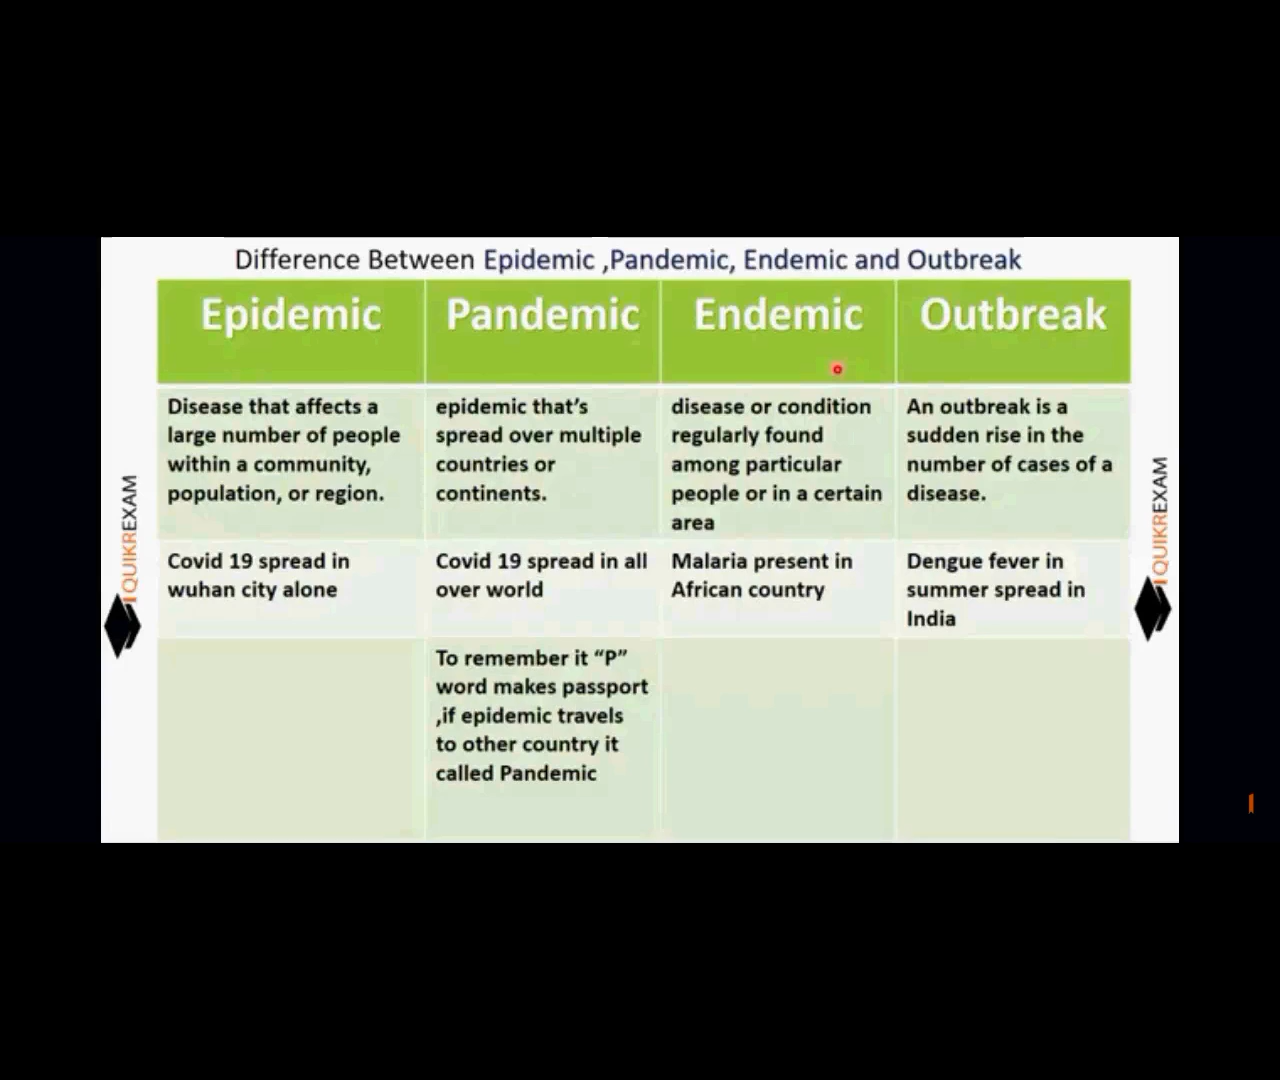 Difference Between Epidemic ,Pandemic, Endemic and Outbreak
Epidemic
Pandemic
Endemic
Outbreak
Disease that affects a
large number of people
within a community,
population, or region.
epidemic that’s
spread over multiple
countries or
continents.
disease or condition
regularly found
among particular
people or in a certain
area
An outbreak is a
sudden rise in the
number of cases of a
disease.
Covid 19 spread in
wuhan city alone
Covid 19 spread in all
over world
Malaria present in
African country
Dengue fever in
summer spread in
India
To remember it “P”
word makes passport
,if epidemic travels
to other country it
called Pandemic
QUIKREXAM
QUIKREXAM